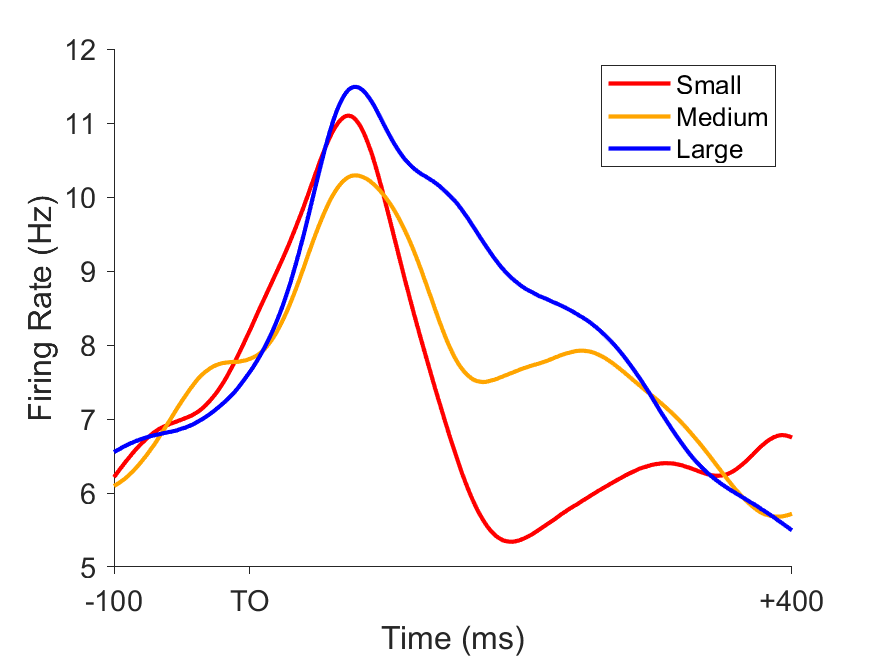 12
11
10
9
8
7
6
5
Firing Rate (Hz)
Small
Medium
Large
-100
TO
+400
Time (ms)